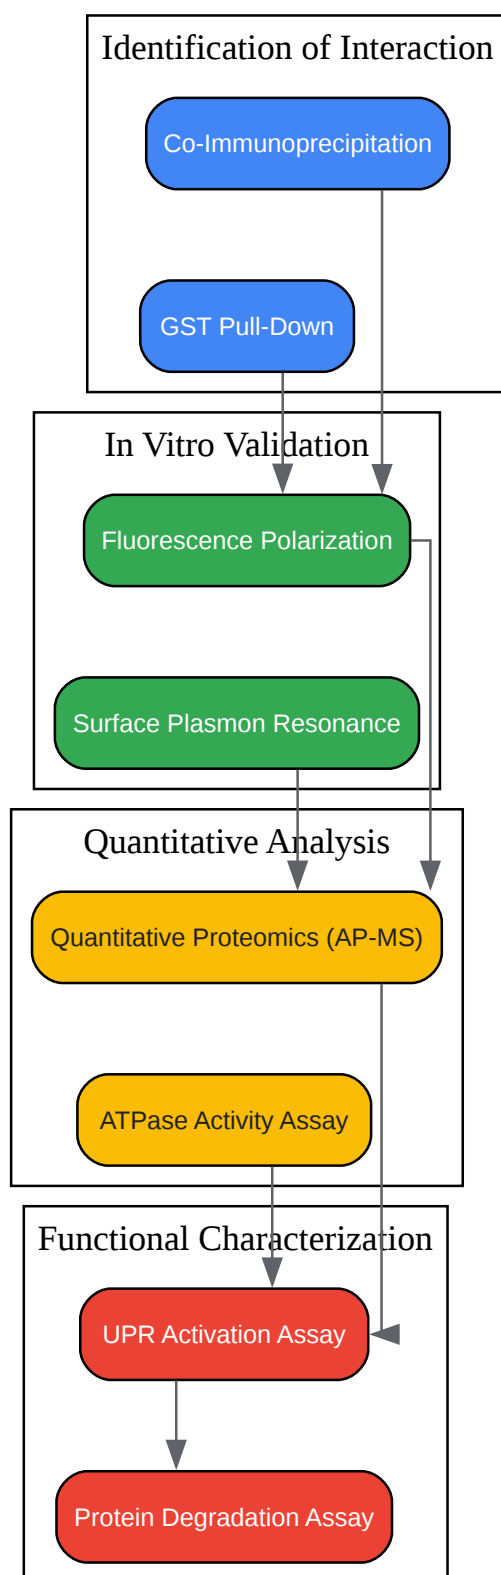 Identification of Interaction
Co-Immunoprecipitation
GST Pull-Down
In Vitro Validation
Fluorescence Polarization
Surface Plasmon Resonance
Quantitative Analysis
Quantitative Proteomics (AP-MS)
ATPase Activity Assay
Functional Characterization
UPR Activation Assay
Protein Degradation Assay